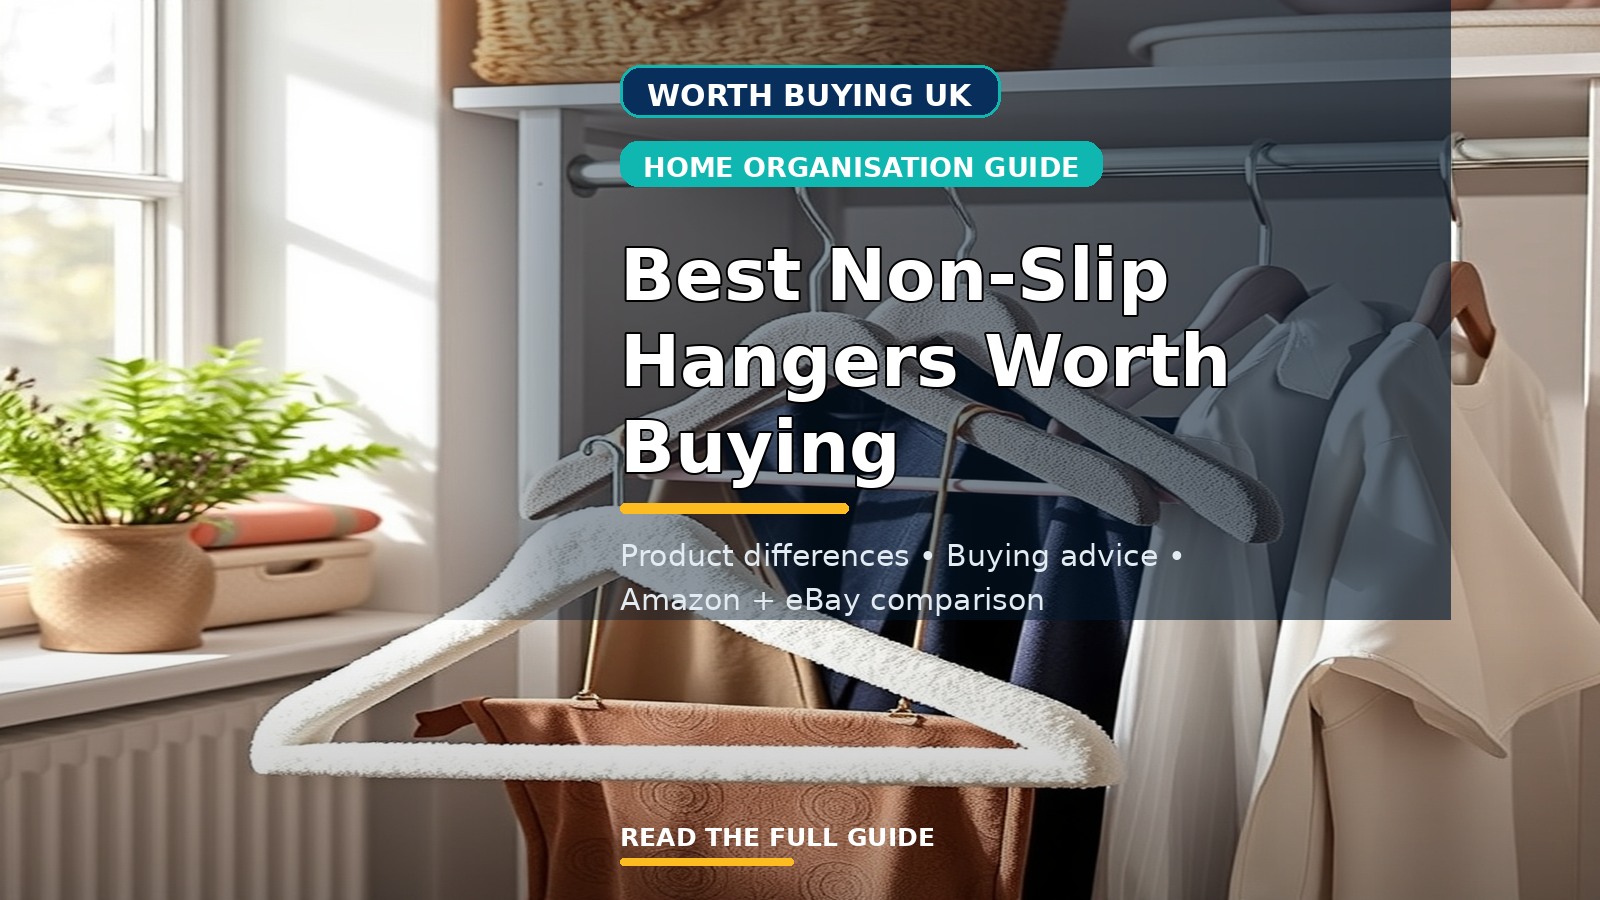 WORTH BUYING UK
HOME ORGANISATION GUIDE
Best Non-Slip
Hangers Worth
Buying
Product differences • Buying advice •
Amazon + eBay comparison
READ THE FULL GUIDE